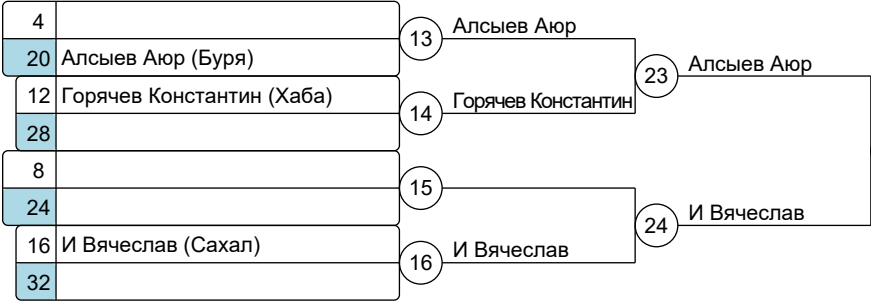 4
13
Алсыев Аюр
20 Алсыев Аюр (Буря)
23
Алсыев Аюр
12 Горячев Константин (Хаба)
14
Горячев Константин
28
8
15
24
24
И Вячеслав
16 И Вячеслав (Сахал)
16
И Вячеслав
32